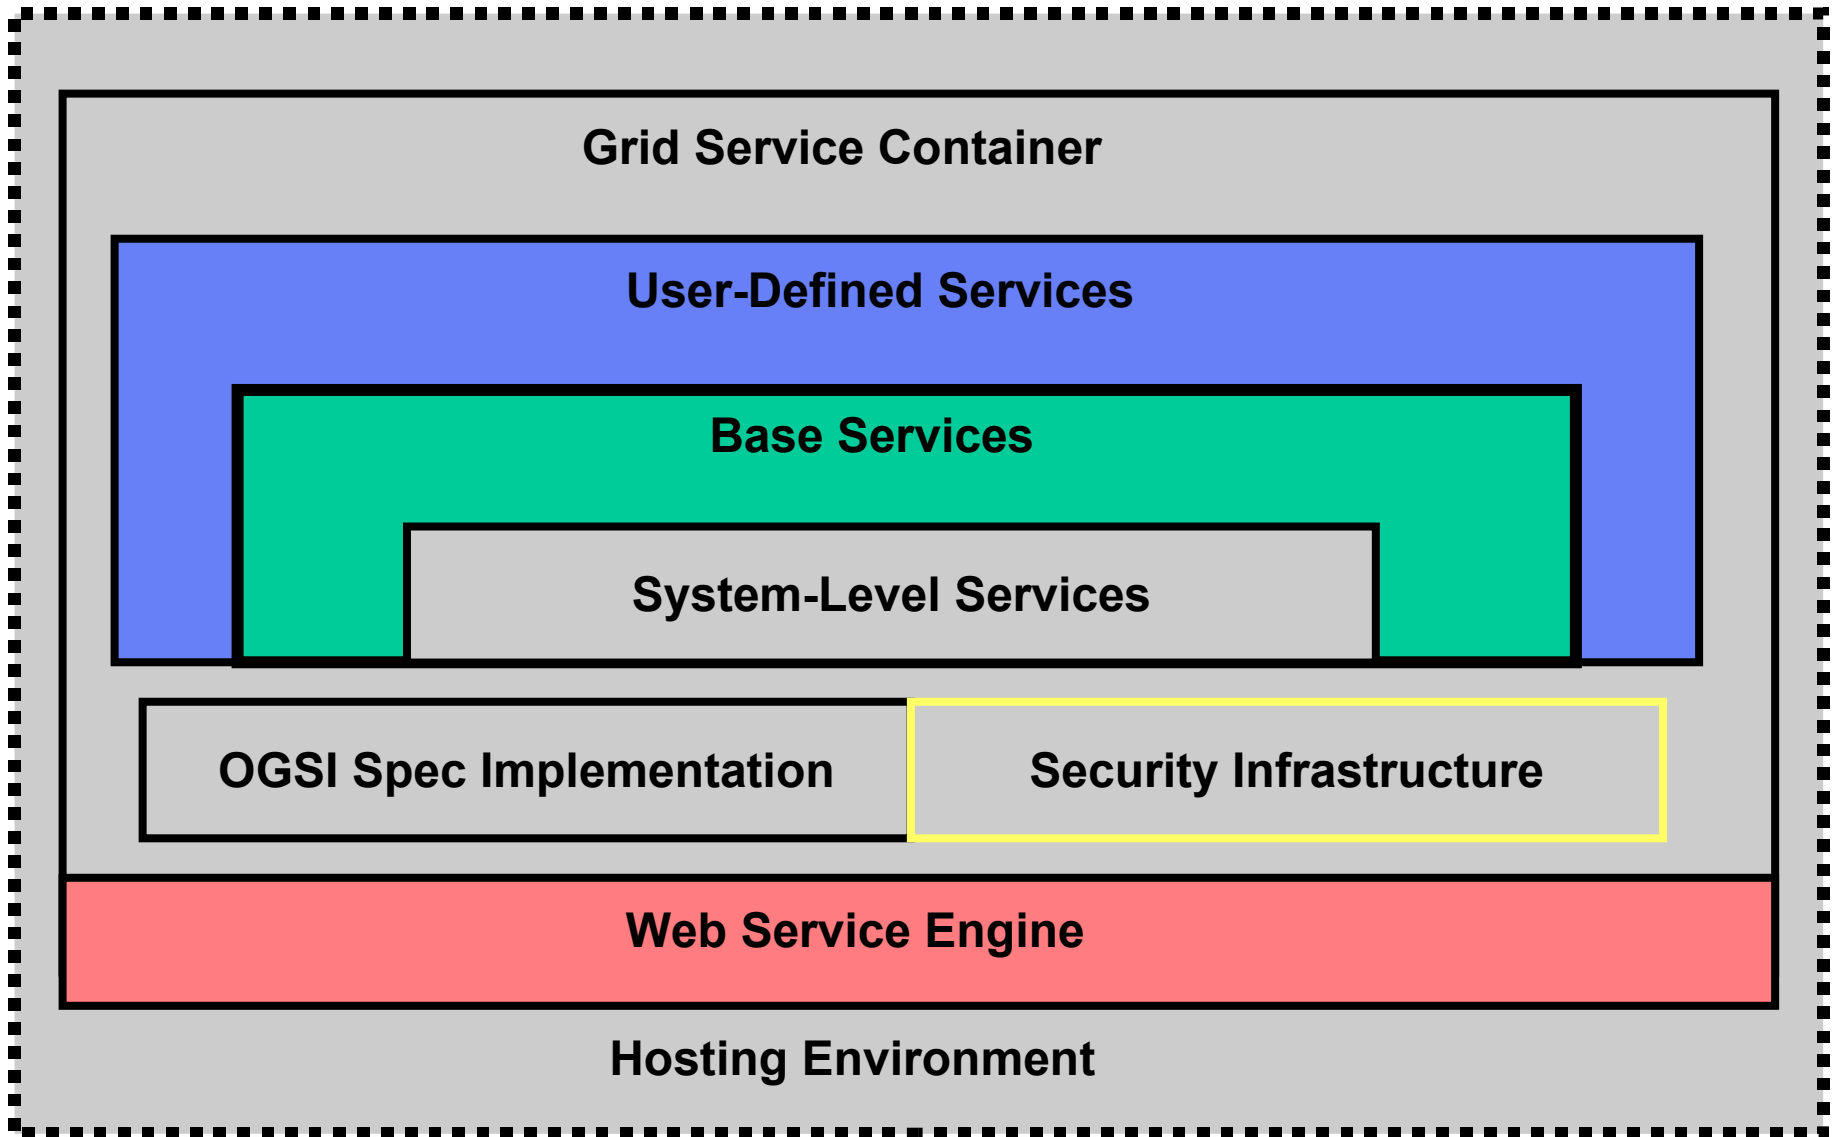 Grid Service Container
User-Defined Services
Base Services
System-Level Services
OGSI Spec Implementation
Security Infrastructure
Web Service Engine
Hosting Environment